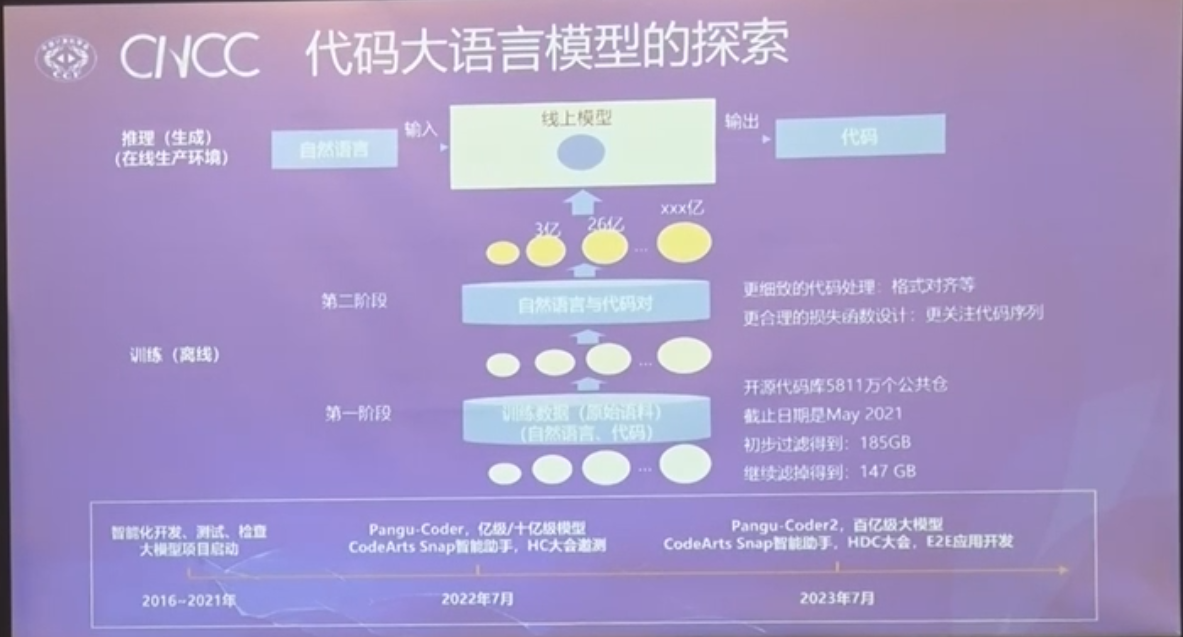 CNCC 代码大语言模型的探索
推理（生成）
（在线生产环境）
自然语言
输入
线上模型
输出
代码
3亿
26亿
...
xxx亿
第二阶段
自然语言与代码对
更细致的代码处理：格式对齐等
更合理的损失函数设计：更关注代码序列
训练（离线）
...
第一阶段
训练数据（原始语料）
（自然语言、代码）
开源代码库5811万个公共仓
截止日期是May 2021
初步过滤得到：185GB
继续滤掉得到：147 GB
...
智能化开发、测试、检查
大模型项目启动
Pangu-Coder，亿级/十亿级模型
CodeArts Snap智能助手，HC大会邀测
Pangu-Coder2，百亿级大模型
CodeArts Snap智能助手，HDC大会，E2E应用开发
2016~2021年
2022年7月
2023年7月